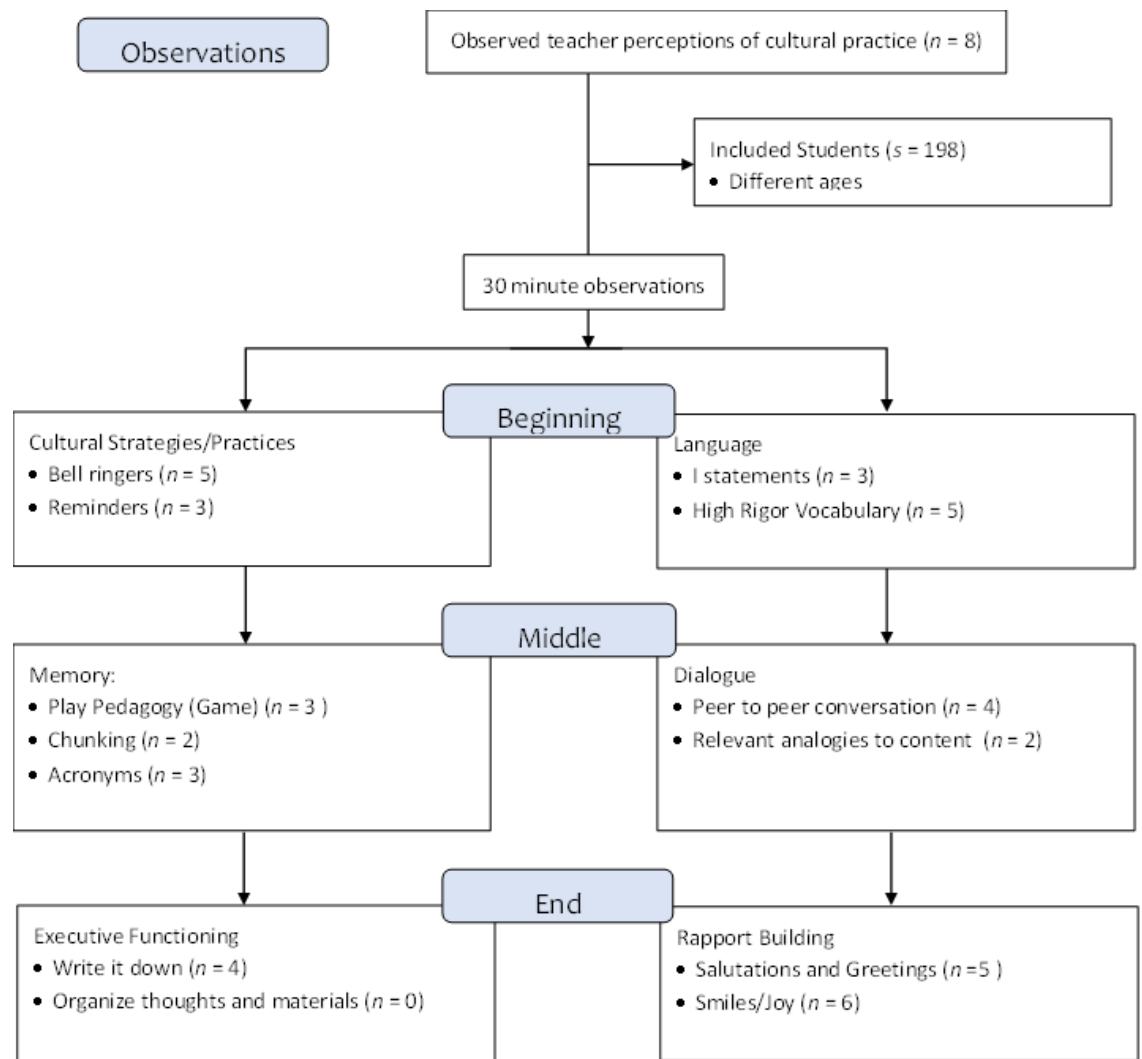 Observations
Observed teacher perceptions of cultural practice (n = 8)
Included Students (s = 198)
• Different ages
30 minute observations
Beginning
Cultural Strategies/Practices
• Bell ringers (n = 5)
• Reminders (n = 3)
Language
• I statements (n = 3)
• High Rigor Vocabulary (n = 5)
Middle
Memory:
• Play Pedagogy (Game) (n = 3 )
• Chunking (n = 2)
• Acronyms (n = 3)
Dialogue
• Peer to peer conversation (n = 4)
• Relevant analogies to content (n = 2)
End
Executive Functioning
• Write it down (n = 4)
• Organize thoughts and materials (n = 0)
Rapport Building
• Salutations and Greetings (n =5 )
• Smiles/Joy (n = 6)